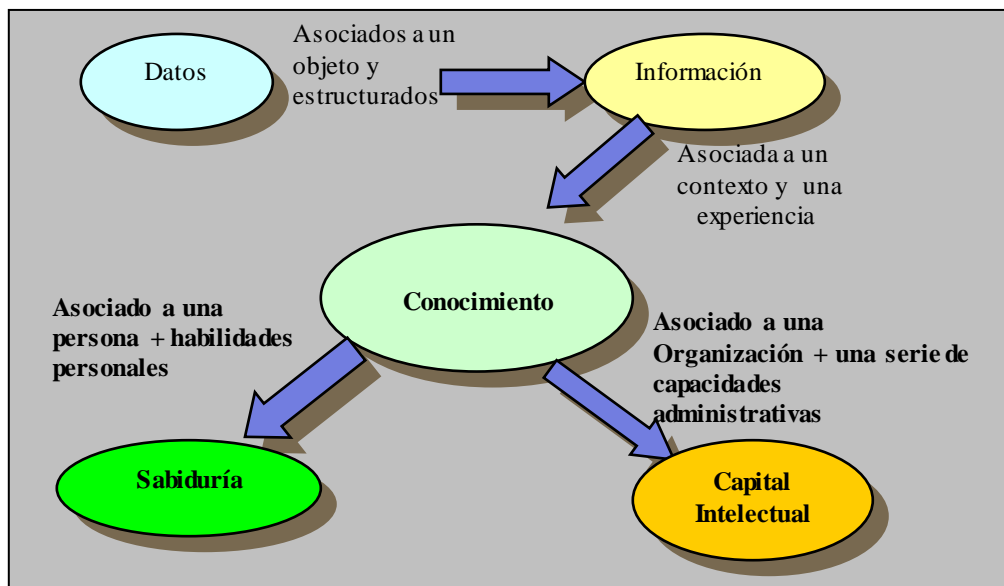 Datos
Asociados a un
objeto y
estructurados
Información
Asociada a un
contexto y una
experiencia
Conocimiento
Asociado a una
persona + habilidades
personales
Asociado a una
Organización + una serie de
capacidades
administrativas
Sabiduría
Capital
Intelectual